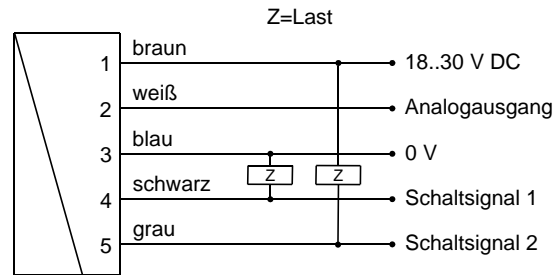 Z=Last
1 braun 18..30 V DC
2 weiß Analogausgang
3 blau 0 V
Z Z
4 schwarz Schaltsignal 1
5 grau Schaltsignal 2